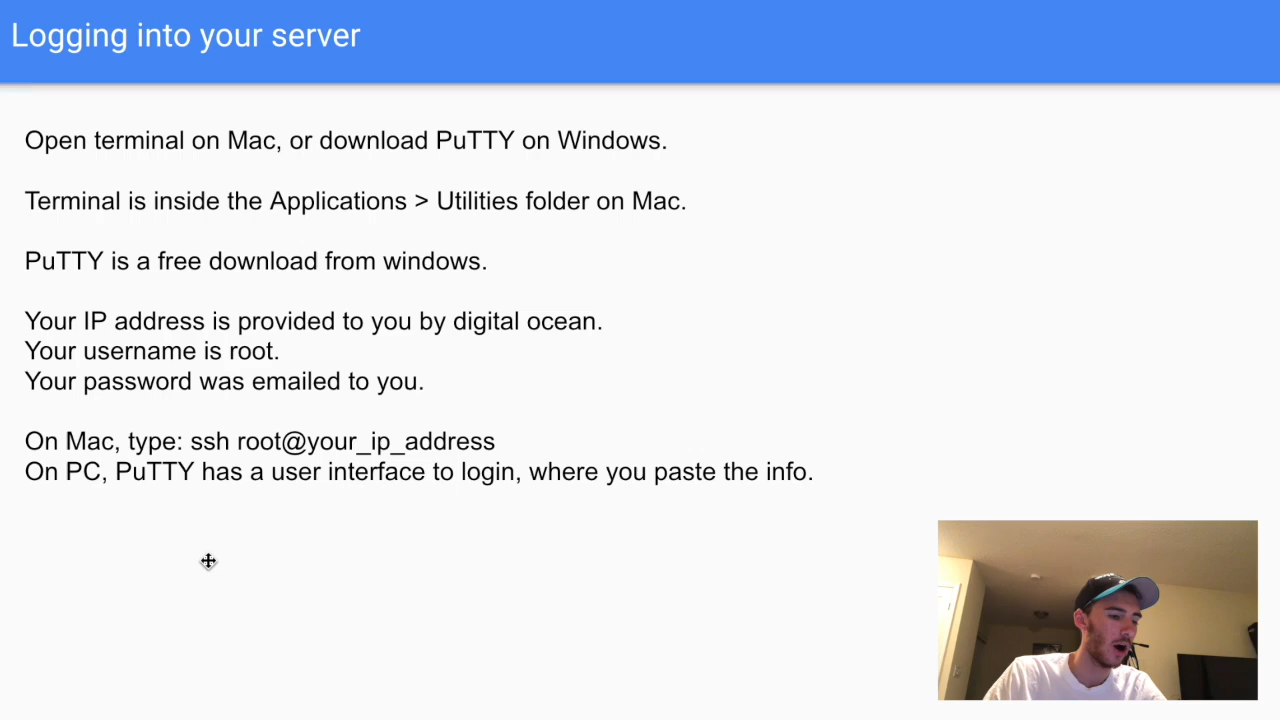 Logging into your server
Open terminal on Mac, or download PuTTY on Windows.
Terminal is inside the Applications > Utilities folder on Mac.
PuTTY is a free download from windows.
Your IP address is provided to you by digital ocean.
Your username is root.
Your password was emailed to you.
On Mac, type: ssh root@your_ip_address
On PC, PuTTY has a user interface to login, where you paste the info.